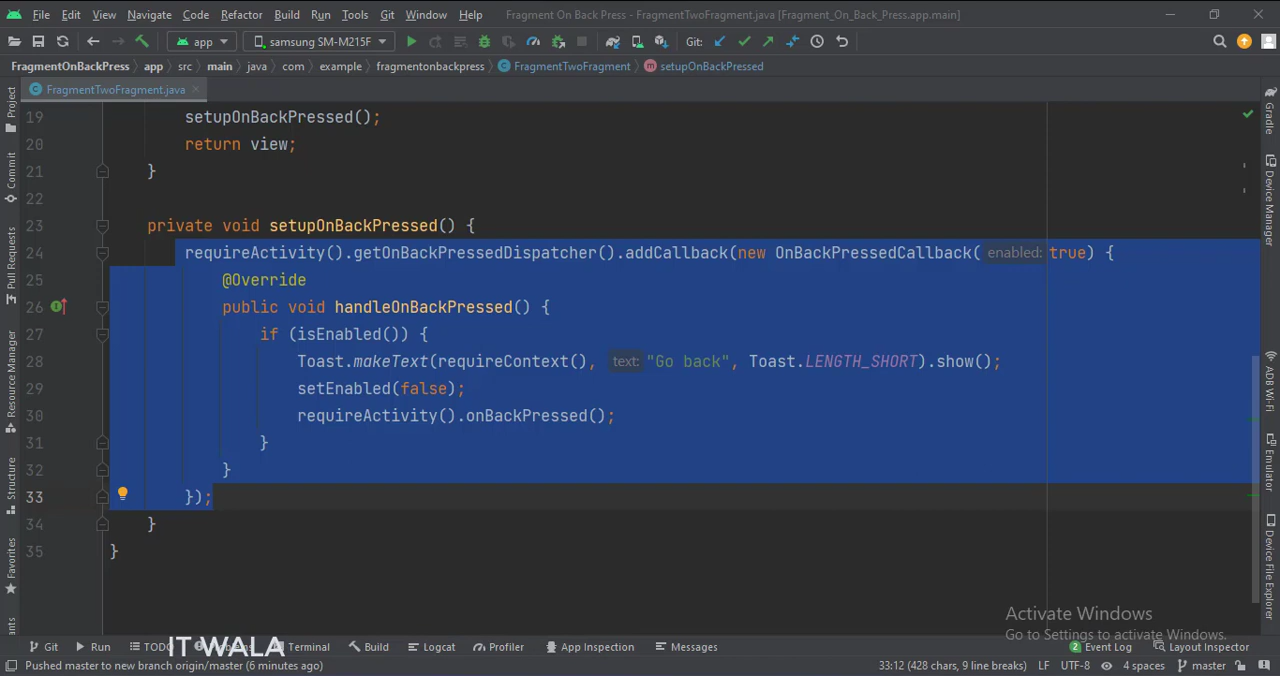 File Edit View Navigate Code Refactor Build Run Tools Git Window Help Fragment On Back Press - FragmentTwoFragment.java [Fragment_On_Back_Press.app.main]
app samsung SM-M215F Git:
FragmentOnBackPress app src main java com example fragmentonbackpress FragmentTwoFragment setupOnBackPressed
FragmentTwoFragment.java
19 setupOnBackPressed();
20 return view;
21 }
22
23 private void setupOnBackPressed() {
24 requireActivity().getOnBackPressedDispatcher().addCallback(new OnBackPressedCallback( enabled: true) {
25 @Override
26 public void handleOnBackPressed() {
27 if (isEnabled()) {
28 Toast.makeText(requireContext(), text: "Go back", Toast.LENGTH_SHORT).show();
29 setEnabled(false);
30 requireActivity().onBackPressed();
31 }
32 }
33 });
34 }
35 }
Project
Commit
Pull Requests
Resource Manager
Structure
Favorites
Gradle
Device Manager
ADB Wi-Fi
Emulator
Device File Explorer
Activate Windows
Go to Settings to activate Windows.
IT WALA
Git Run TODO Terminal Build Logcat Profiler App Inspection Messages 2 Event Log Layout Inspector
Pushed master to new branch origin/master (6 minutes ago) 33:12 (428 chars, 9 line breaks) LF UTF-8 4 spaces master